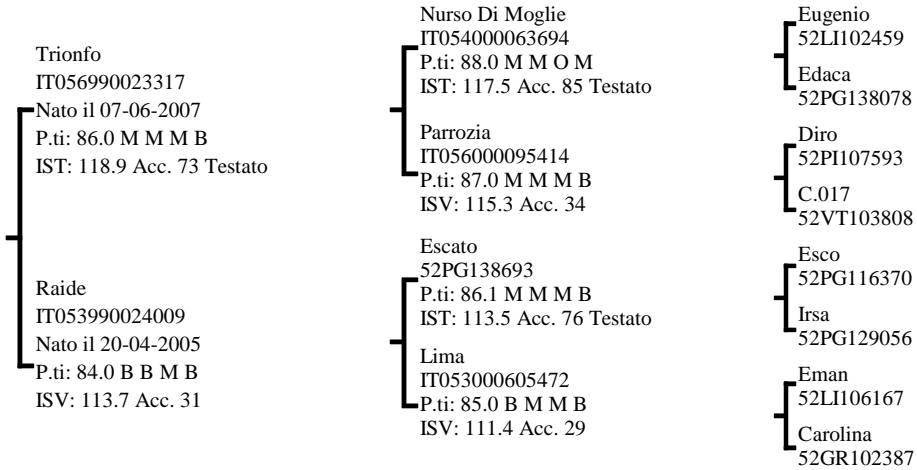 Trionfo
IT056990023317
Nato il 07-06-2007
P.ti: 86.0 M M M B
IST: 118.9 Acc. 73 Testato
Raide
IT053990024009
Nato il 20-04-2005
P.ti: 84.0 B B M B
ISV: 113.7 Acc. 31
Nurso Di Moglie
IT054000063694
P.ti: 88.0 M M O M
IST: 117.5 Acc. 85 Testato
Parrozia
IT056000095414
P.ti: 87.0 M M M B
ISV: 115.3 Acc. 34
Escato
52PG138693
P.ti: 86.1 M M M B
IST: 113.5 Acc. 76 Testato
Lima
IT053000605472
P.ti: 85.0 B M M B
ISV: 111.4 Acc. 29
Eugenio
52LI102459
Edaca
52PG138078
Diro
52PI107593
C.017
52VT103808
Esco
52PG116370
Irsa
52PG129056
Eman
52LI106167
Carolina
52GR102387